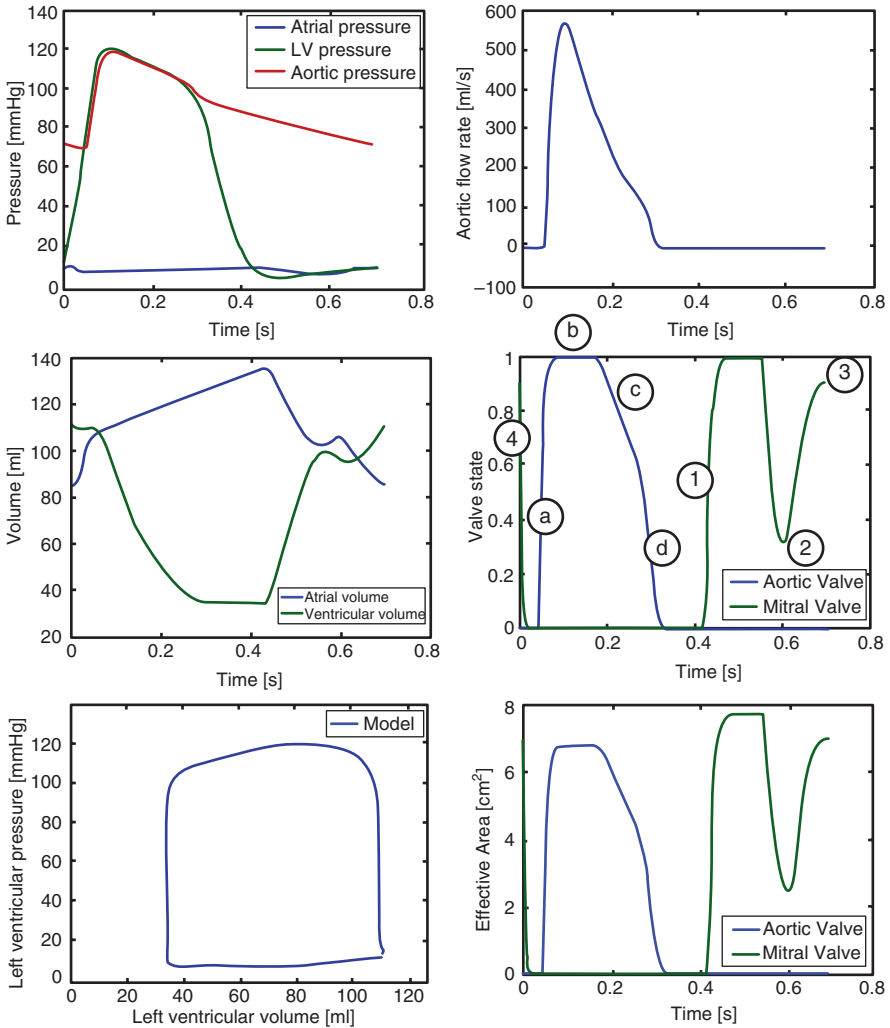 140
120
100
80
60
40
20
0
Pressure [mmHg]
Atrial pressure
LV pressure
Aortic pressure
0
0.2
0.4
0.6
0.8
Time [s]
600
500
400
300
200
100
0
–100
Aortic flow rate [ml/s]
0
0.2
0.4
0.6
0.8
Time [s]
140
120
100
80
60
40
20
Volume [ml]
Atrial volume
Ventricular volume
0
0.2
0.4
0.6
0.8
Time [s]
1
0.8
0.6
0.4
0.2
0
Valve state
b
3
c
4
1
a
d
2
Aortic Valve
Mitral Valve
0
0.2
0.4
0.6
0.8
Time [s]
120
100
80
60
40
20
0
Left ventricular pressure [mmHg]
Model
0
20
40
60
80
100
120
Left ventricular volume [ml]
8
6
4
2
0
Effective Area [cm²]
Aortic Valve
Mitral Valve
0
0.2
0.4
0.6
0.8
Time [s]